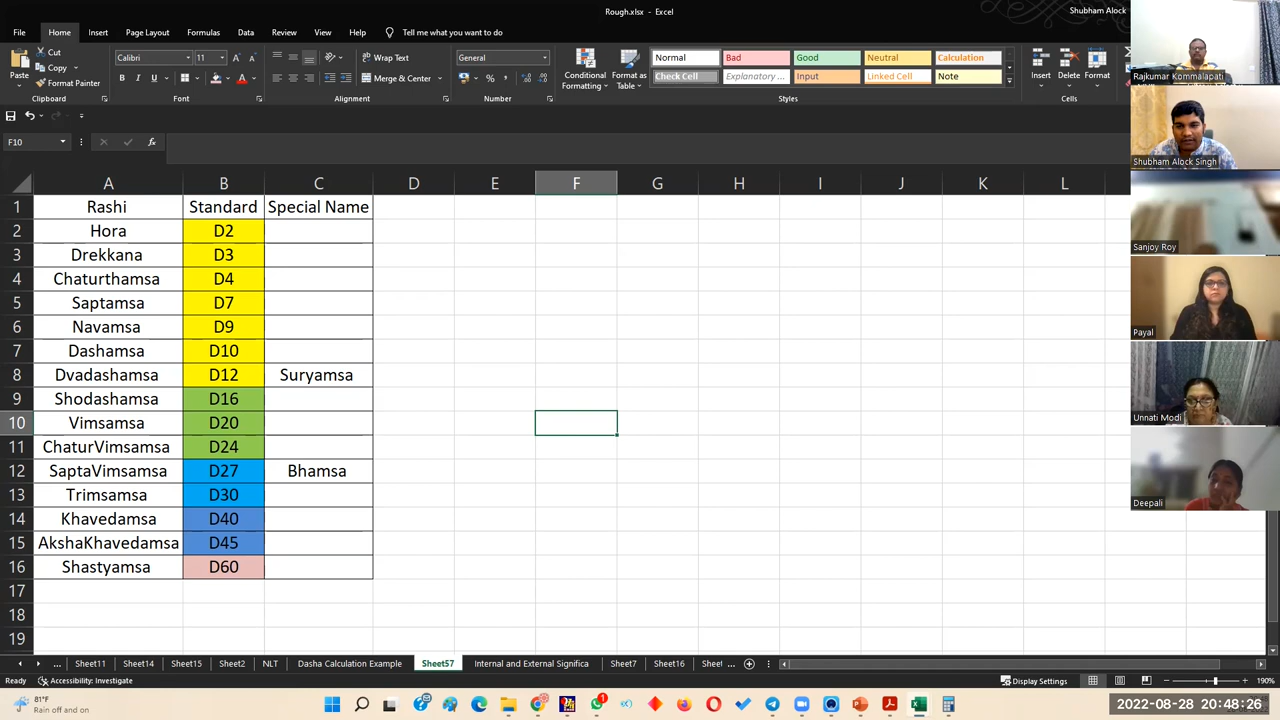 Rough.xlsx - Excel
Shubham Alock
File Home Insert Page Layout Formulas Data Review View Help Tell me what you want to do
Paste
Cut
Copy
Format Painter
Clipboard
Calibri 11
B I U
Font
Wrap Text
Merge & Center
Alignment
General
Number
Conditional Formatting
Format as Table
Normal Bad Good Neutral Calculation
Check Cell Explanatory ... Input Linked Cell Note
Styles
Insert Delete Format
Cells
F10
fx
A B C D E F G H I J K L
1 Rashi Standard Special Name
2 Hora D2
3 Drekkana D3
4 Chaturthamsa D4
5 Saptamsa D7
6 Navamsa D9
7 Dashamsa D10
8 Dvadashamsa D12 Suryamsa
9 Shodashamsa D16
10 Vimsamsa D20
11 ChaturVimsamsa D24
12 SaptaVimsamsa D27 Bhamsa
13 Trimsamsa D30
14 Khavedamsa D40
15 AkshaKhavedamsa D45
16 Shastyamsa D60
17
18
19
Rajkumar Kommalapati
Shubham Alock Singh
Sanjoy Roy
Payal
Unnati Modi
Deepali
... Sheet11 Sheet14 Sheet15 Sheet2 NLT Dasha Calculation Example Sheet57 Internal and External Significa Sheet7 Sheet16 Sheel ...
Ready Accessibility: Investigate Display Settings 190%
81°F
Rain off and on
1
2022-08-28 20:48:26